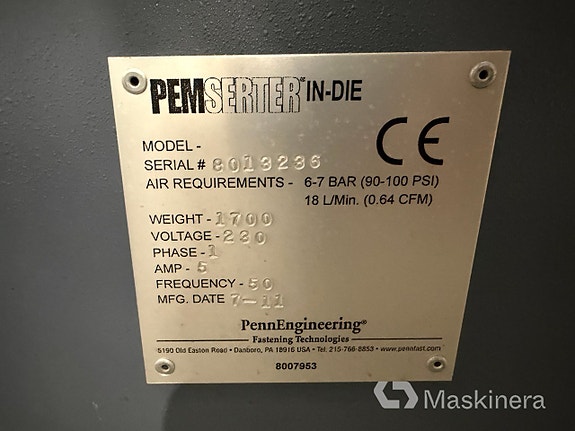 PEMSERTER™ IN-DIE
CE
MODEL -
SERIAL # 8013236
AIR REQUIREMENTS - 6-7 BAR (90-100 PSI)
18 L/Min. (0.64 CFM)
WEIGHT - 1700
VOLTAGE - 230
PHASE - 1
AMP - 5
FREQUENCY - 50
MFG. DATE 7-11
PennEngineering®
Fastening Technologies
5190 Old Easton Road • Danboro, PA 18916 USA • Tel. 215-766-8853 • www.pennfast.com
8007953
Maskinera